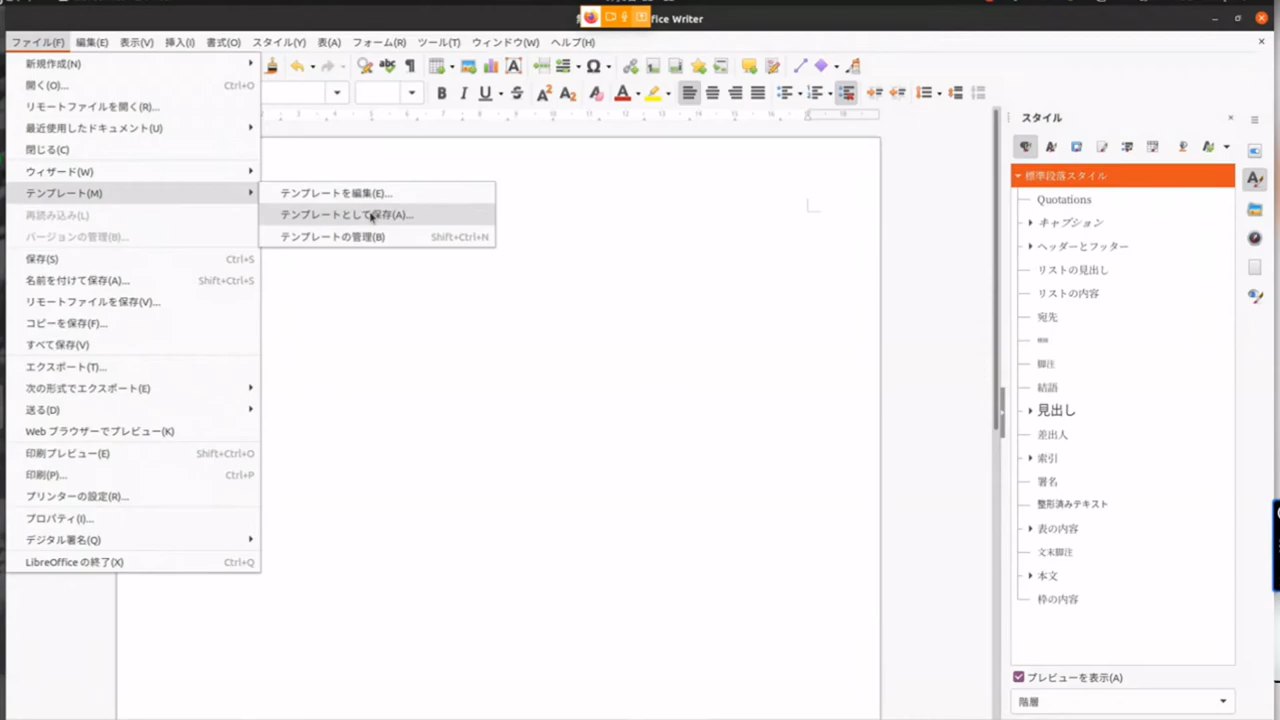 ffice Writer
ファイル(F) 編集(E) 表示(V) 挿入(I) 書式(O) スタイル(Y) 表(A) フォーム(R) ツール(T) ウィンドウ(W) ヘルプ(H)
新規作成(N)
開く(O)... Ctrl+O
リモートファイルを開く(R)...
最近使用したドキュメント(U)
閉じる(C)
ウィザード(W)
テンプレート(M)
再読み込み(L)
バージョンの管理(B)...
保存(S) Ctrl+S
名前を付けて保存(A)... Shift+Ctrl+S
リモートファイルを保存(V)...
コピーを保存(F)...
すべて保存(V)
エクスポート(T)...
次の形式でエクスポート(E)
送る(D)
Web ブラウザーでプレビュー(K)
印刷プレビュー(E) Shift+Ctrl+O
印刷(P)... Ctrl+P
プリンターの設定(R)...
プロパティ(I)...
デジタル署名(Q)
LibreOffice の終了(X) Ctrl+Q
テンプレートを編集(E)...
テンプレートとして保存(A)...
テンプレートの管理(B) Shift+Ctrl+N
スタイル
標準段落スタイル
Quotations
キャプション
ヘッダーとフッター
リストの見出し
リストの内容
宛先
脚注
結語
見出し
差出人
索引
署名
整形済みテキスト
表の内容
文末脚注
本文
枠の内容
プレビューを表示(A)
階層